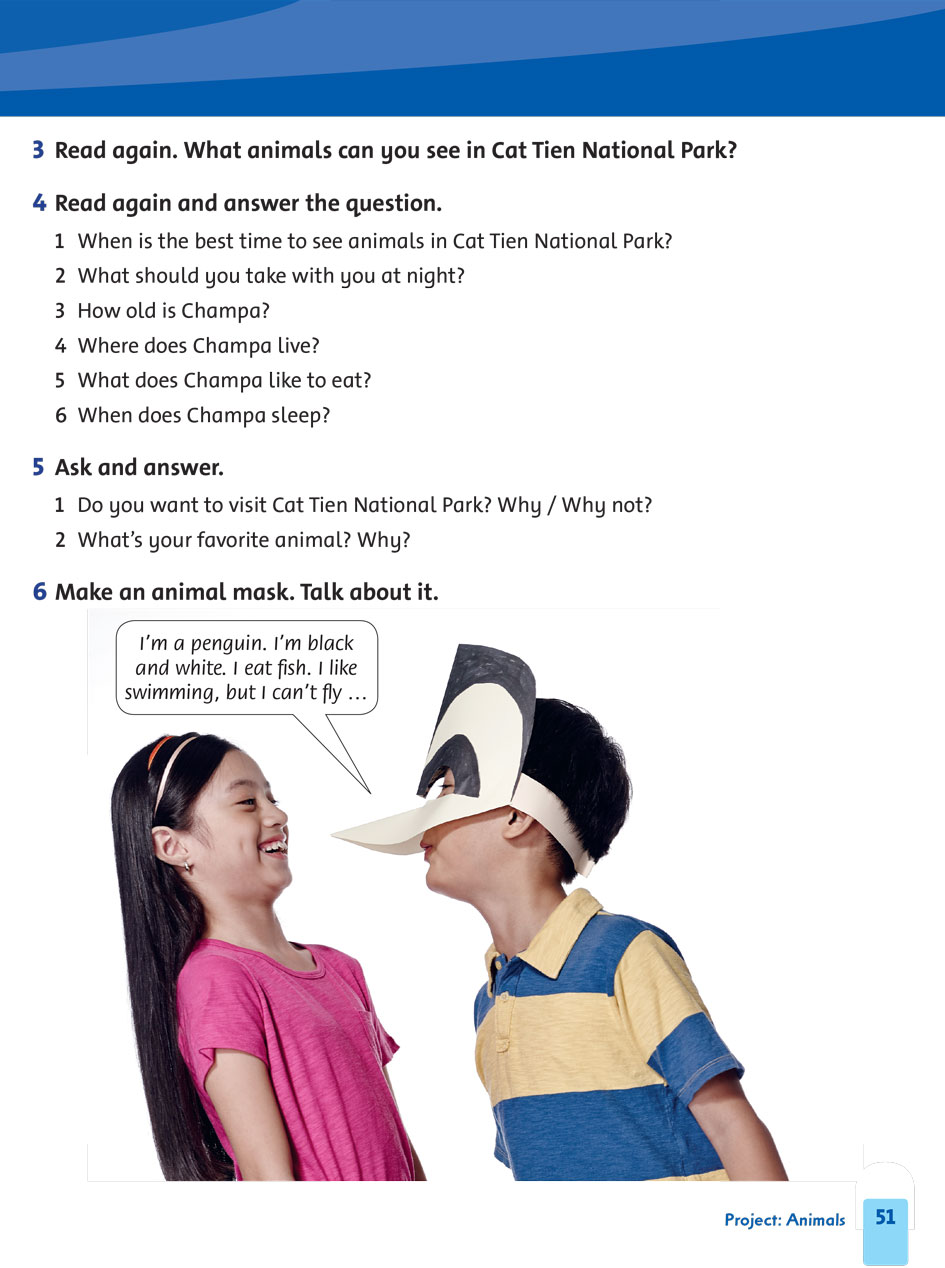 3 Read again. What animals can you see in Cat Tien National Park?
4 Read again and answer the question.
1 When is the best time to see animals in Cat Tien National Park?
2 What should you take with you at night?
3 How old is Champa?
4 Where does Champa live?
5 What does Champa like to eat?
6 When does Champa sleep?
5 Ask and answer.
1 Do you want to visit Cat Tien National Park? Why / Why not?
2 What's your favorite animal? Why?
6 Make an animal mask. Talk about it.
I'm a penguin. I'm black
and white. I eat fish. I like
swimming, but I can't fly ...
Project: Animals 51